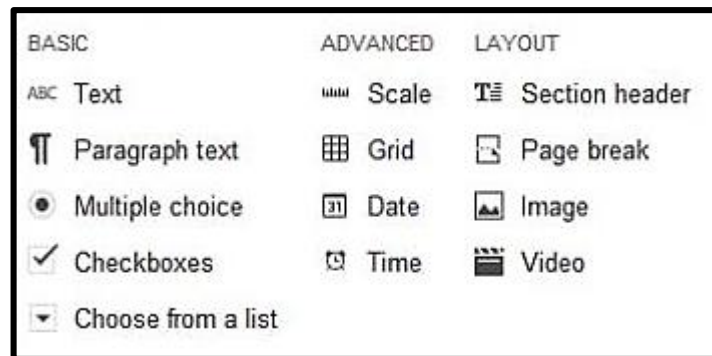 BASIC ADVANCED LAYOUT
ABC Text Scale T Section header
¶ Paragraph text Grid Page break
Multiple choice 31 Date Image
Checkboxes Time Video
Choose from a list